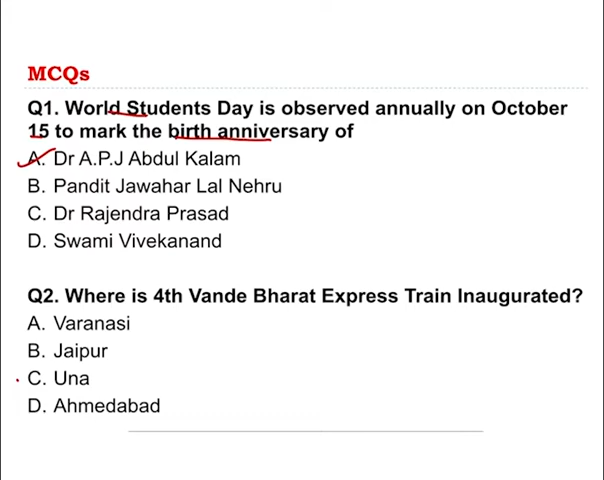 MCQs
Q1. World Students Day is observed annually on October
15 to mark the birth anniversary of
A. Dr A.P.J Abdul Kalam
B. Pandit Jawahar Lal Nehru
C. Dr Rajendra Prasad
D. Swami Vivekanand
Q2. Where is 4th Vande Bharat Express Train Inaugurated?
A. Varanasi
B. Jaipur
C. Una
D. Ahmedabad